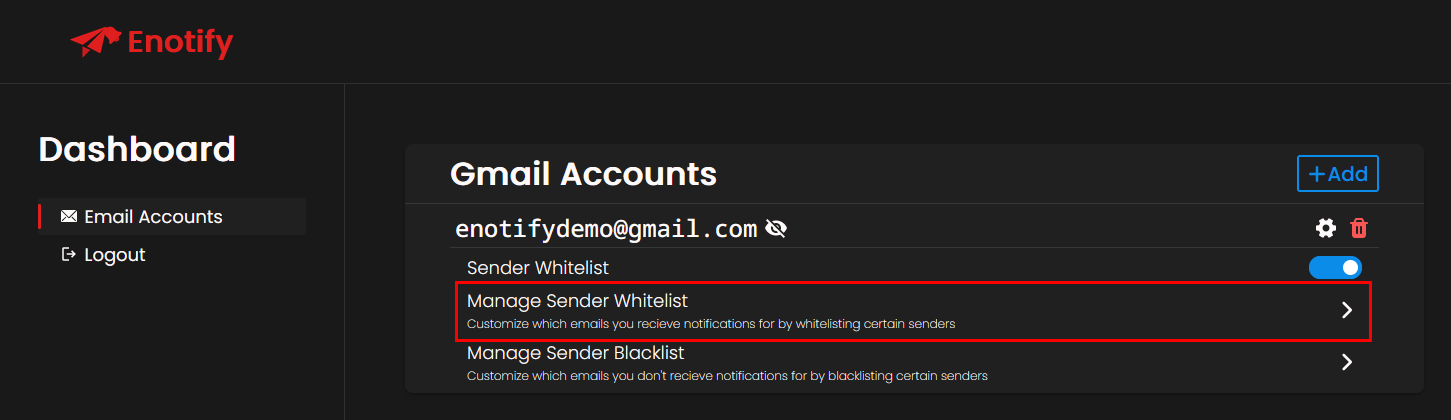 Enotify
Dashboard
Email Accounts
Logout
Gmail Accounts
+Add
enotifydemo@gmail.com
Sender Whitelist
Manage Sender Whitelist
Customize which emails you recieve notifications for by whitelisting certain senders
Manage Sender Blacklist
Customize which emails you don't recieve notifications for by blacklisting certain senders